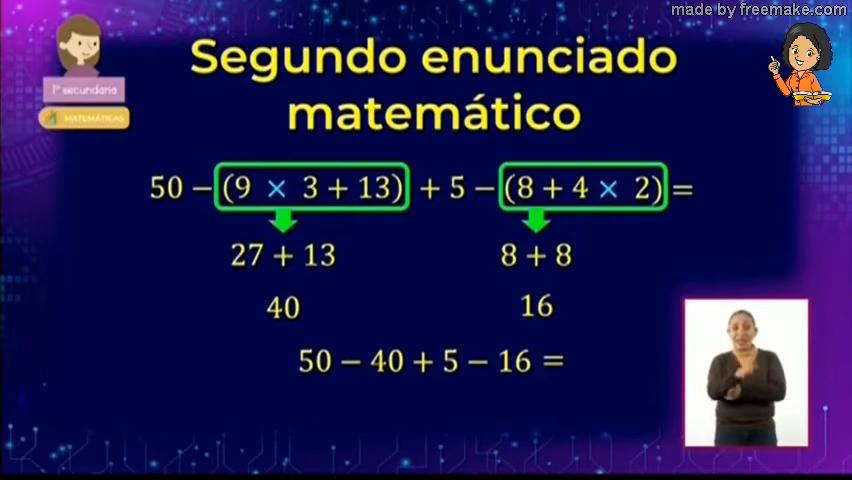 made by freemake.com
Segundo enunciado
matemático
1° secundaria
MATEMÁTICAS
50 − (9 × 3 + 13) + 5 − (8 + 4 × 2) =
27 + 13 8 + 8
40 16
50 − 40 + 5 − 16 =